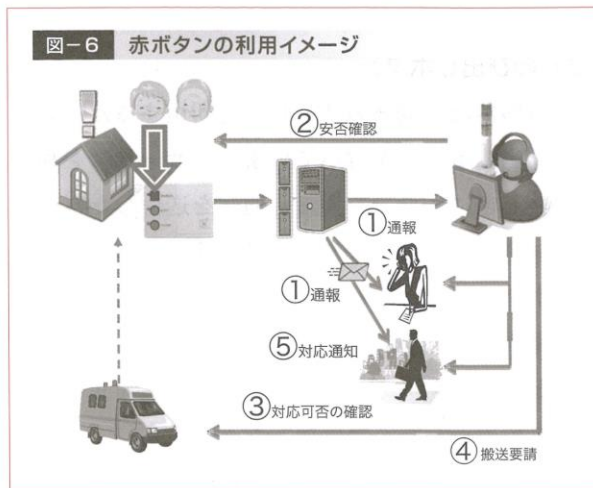 図-6 赤ボタンの利用イメージ
②安否確認
①通報
①通報
⑤対応通知
③対応可否の確認
④搬送要請